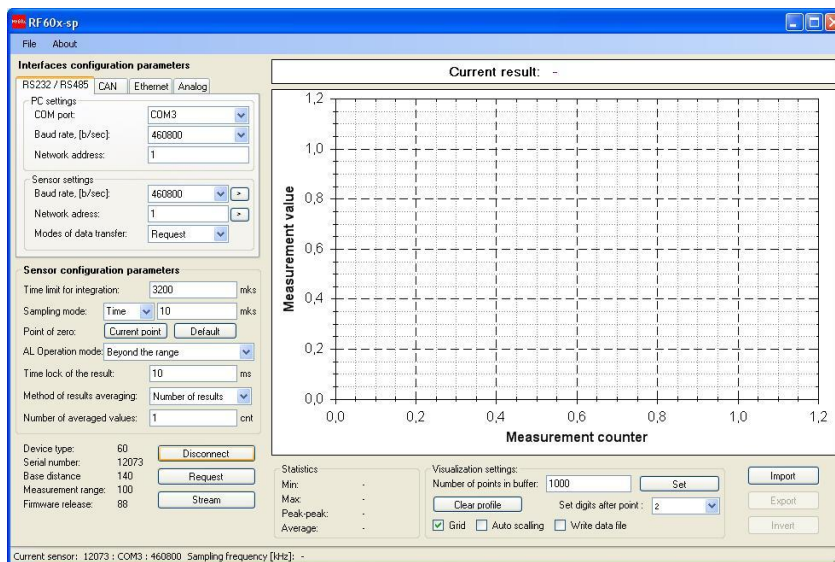 RF60x-sp
File About
Interfaces configuration parameters
RS232 / RS485 CAN Ethernet Analog
PC settings
COM port: COM3
Baud rate, [b/sec]: 460800
Network address: 1
Sensor settings
Baud rate, [b/sec]: 460800 >
Network adress: 1 >
Modes of data transfer: Request
Sensor configuration parameters
Time limit for integration: 3200 mks
Sampling mode: Time 10 mks
Point of zero: Current point Default
AL Operation mode: Beyond the range
Time lock of the result: 10 ms
Method of results averaging: Number of results
Number of averaged values: 1 cnt
Device type: 60 Disconnect
Serial number: 12073
Base distance 140 Request
Measurement range: 100
Firmware release: 88 Stream
Current result: -
Measurement value
1,2
1,0
0,8
0,6
0,4
0,2
0,0
0,0 0,2 0,4 0,6 0,8 1,0 1,2
Measurement counter
Statistics
Min: -
Max: -
Peak-peak: -
Average: -
Visualization settings:
Number of points in buffer: 1000 Set
Clear profile Set digits after point : 2
Grid Auto scaling Write data file
Import
Export
Invert
Current sensor: 12073 : COM3 : 460800 Sampling frequency [kHz]: -